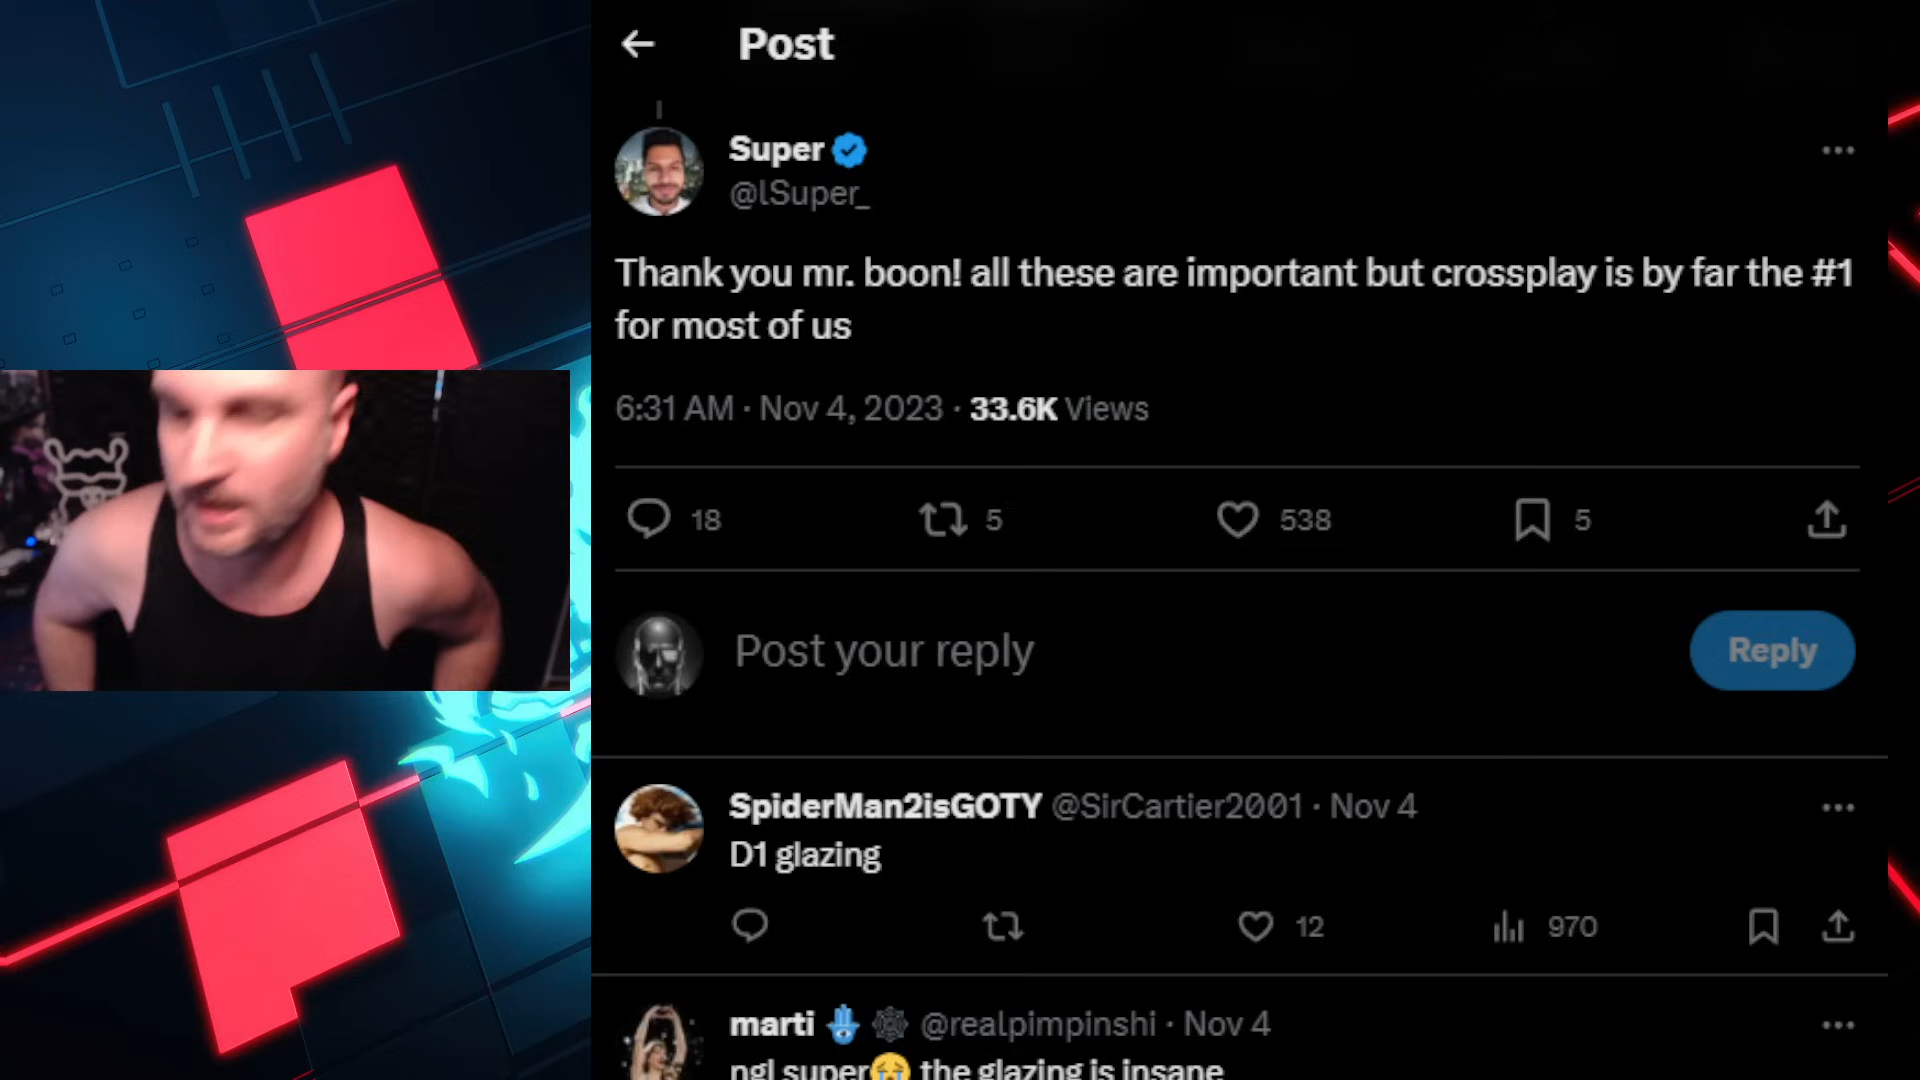 Post
Super
@lSuper_
Thank you mr. boon! all these are important but crossplay is by far the #1
for most of us
6:31 AM · Nov 4, 2023 · 33.6K Views
18 5 538 5
Post your reply
Reply
SpiderMan2isGOTY @SirCartier2001 · Nov 4
D1 glazing
12 970
marti 🪬 🕸 @realpimpinshi · Nov 4
ngl super😭 the glazing is insane